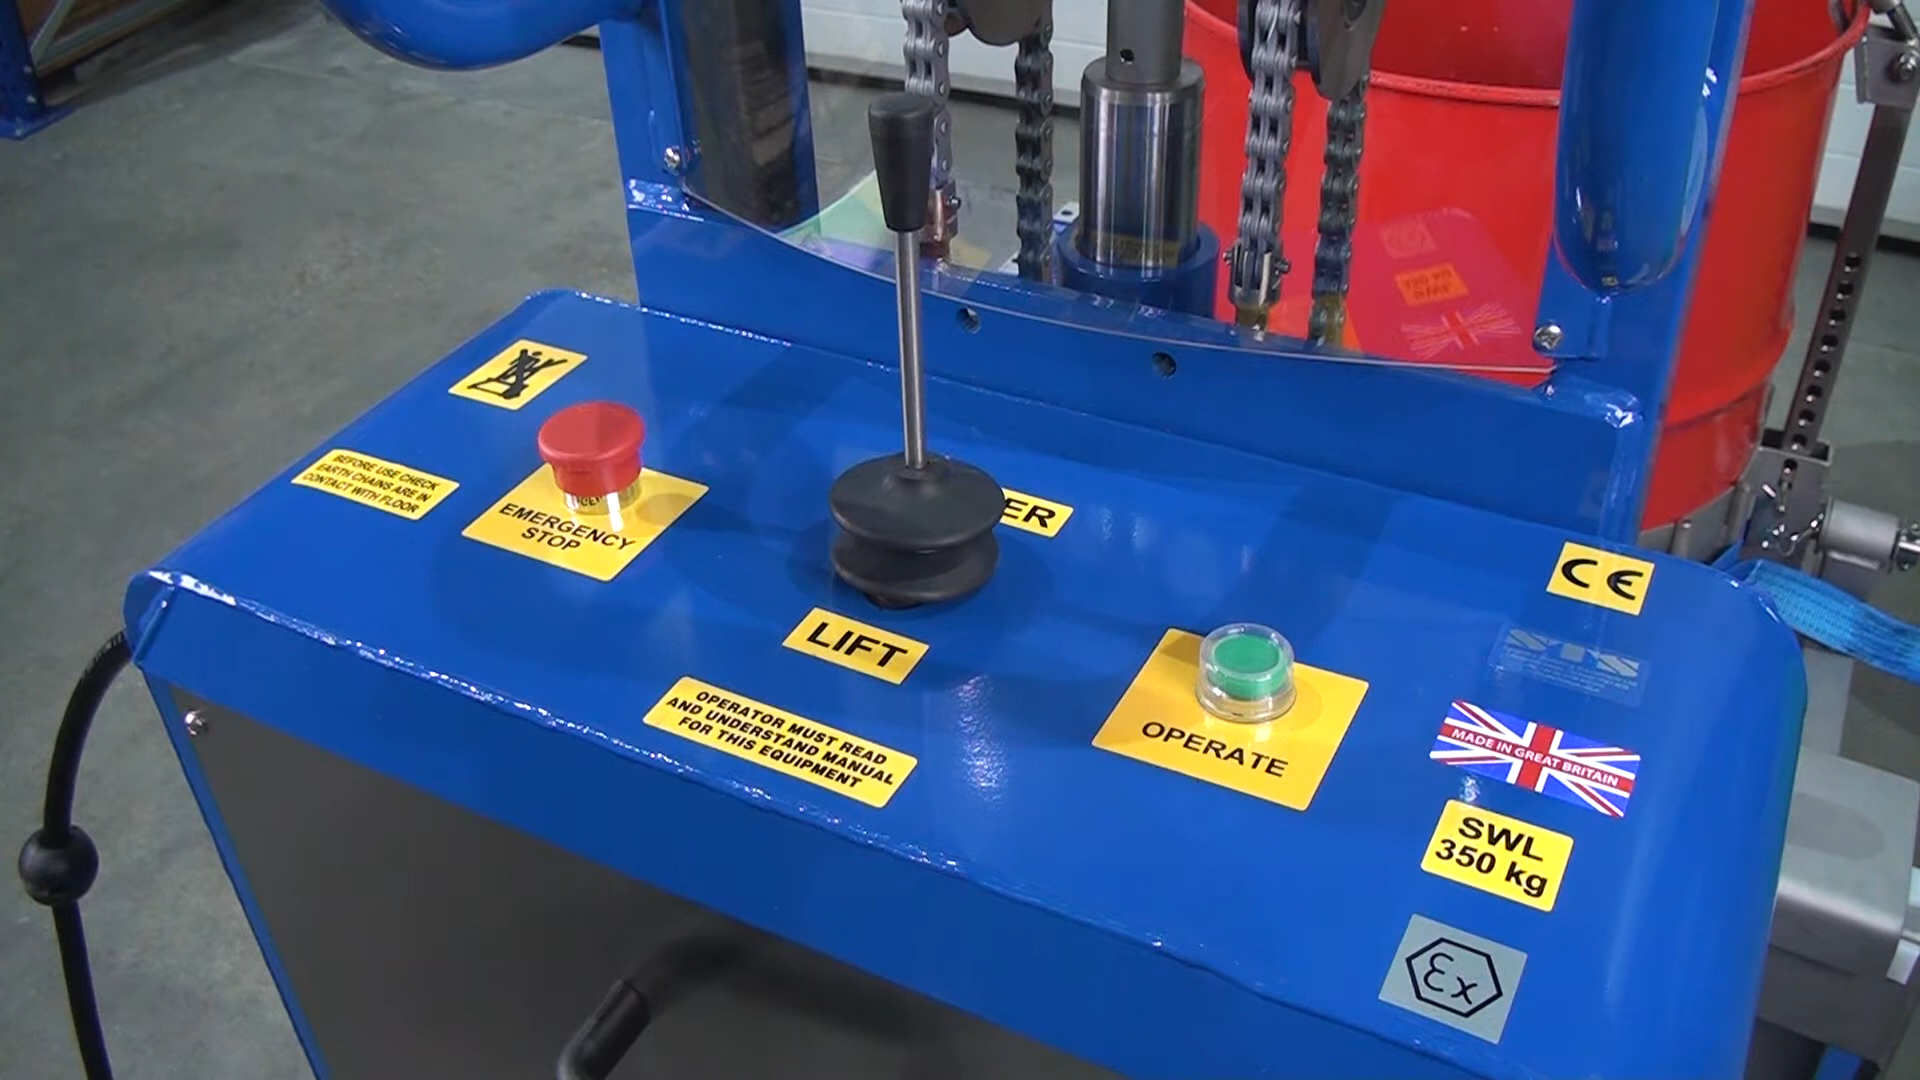 BEFORE USE CHECK
EARTH CHAINS ARE IN
CONTACT WITH FLOOR
EMERGENCY
STOP
ER
LIFT
OPERATOR MUST READ
AND UNDERSTAND MANUAL
FOR THIS EQUIPMENT
OPERATE
CE
STS
MADE IN GREAT BRITAIN
SWL
350 kg
Ex